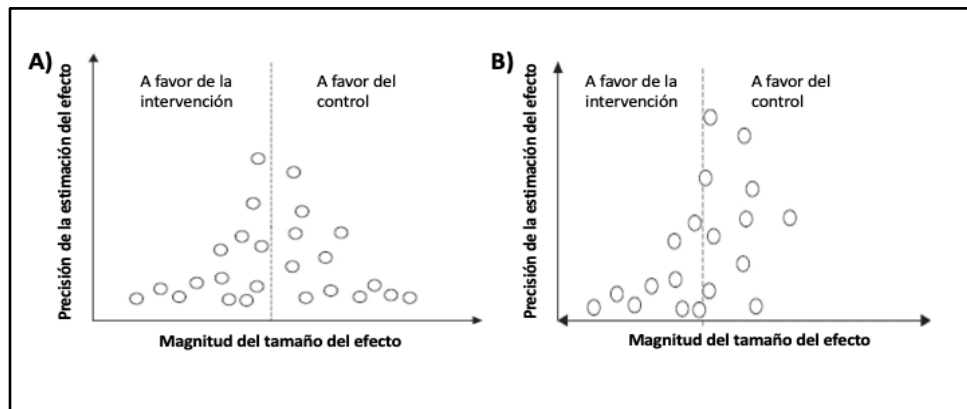 A)
Precisión de la estimación del efecto
A favor de la
intervención
A favor del
control
Magnitud del tamaño del efecto
B)
Precisión de la estimación del efecto
A favor de la
intervención
A favor del
control
Magnitud del tamaño del efecto